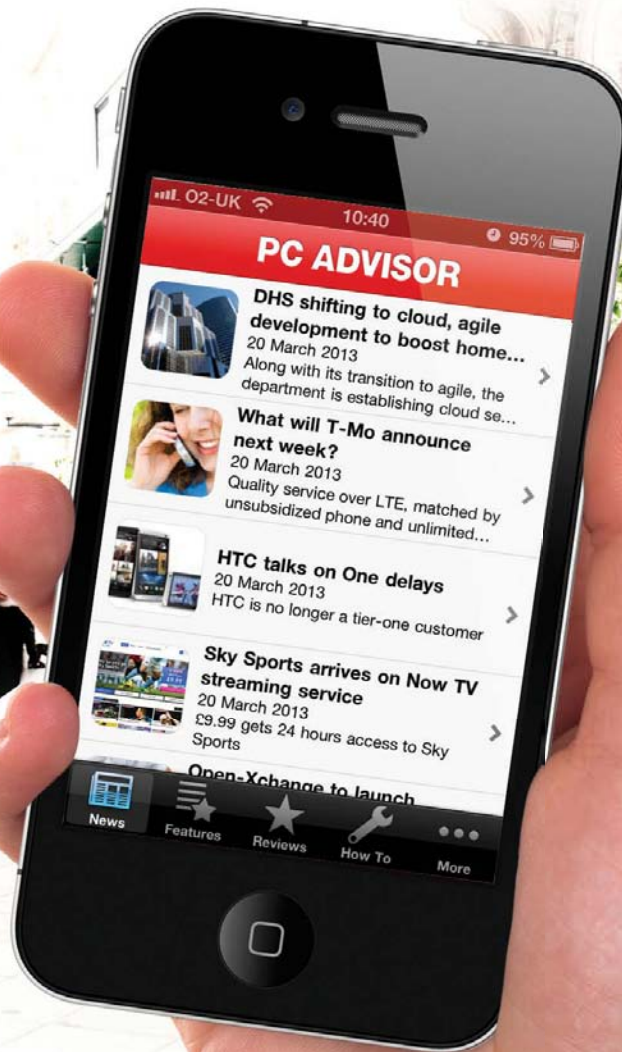 O2-UK 10:40 95%
PC ADVISOR
DHS shifting to cloud, agile
development to boost home...
20 March 2013
Along with its transition to agile, the
department is establishing cloud se...
What will T-Mo announce
next week?
20 March 2013
Quality service over LTE, matched by
unsubsidized phone and unlimited...
HTC talks on One delays
20 March 2013
HTC is no longer a tier-one customer
Sky Sports arrives on Now TV
streaming service
20 March 2013
£9.99 gets 24 hours access to Sky
Sports
Open-Xchange to launch
News Features Reviews How To More